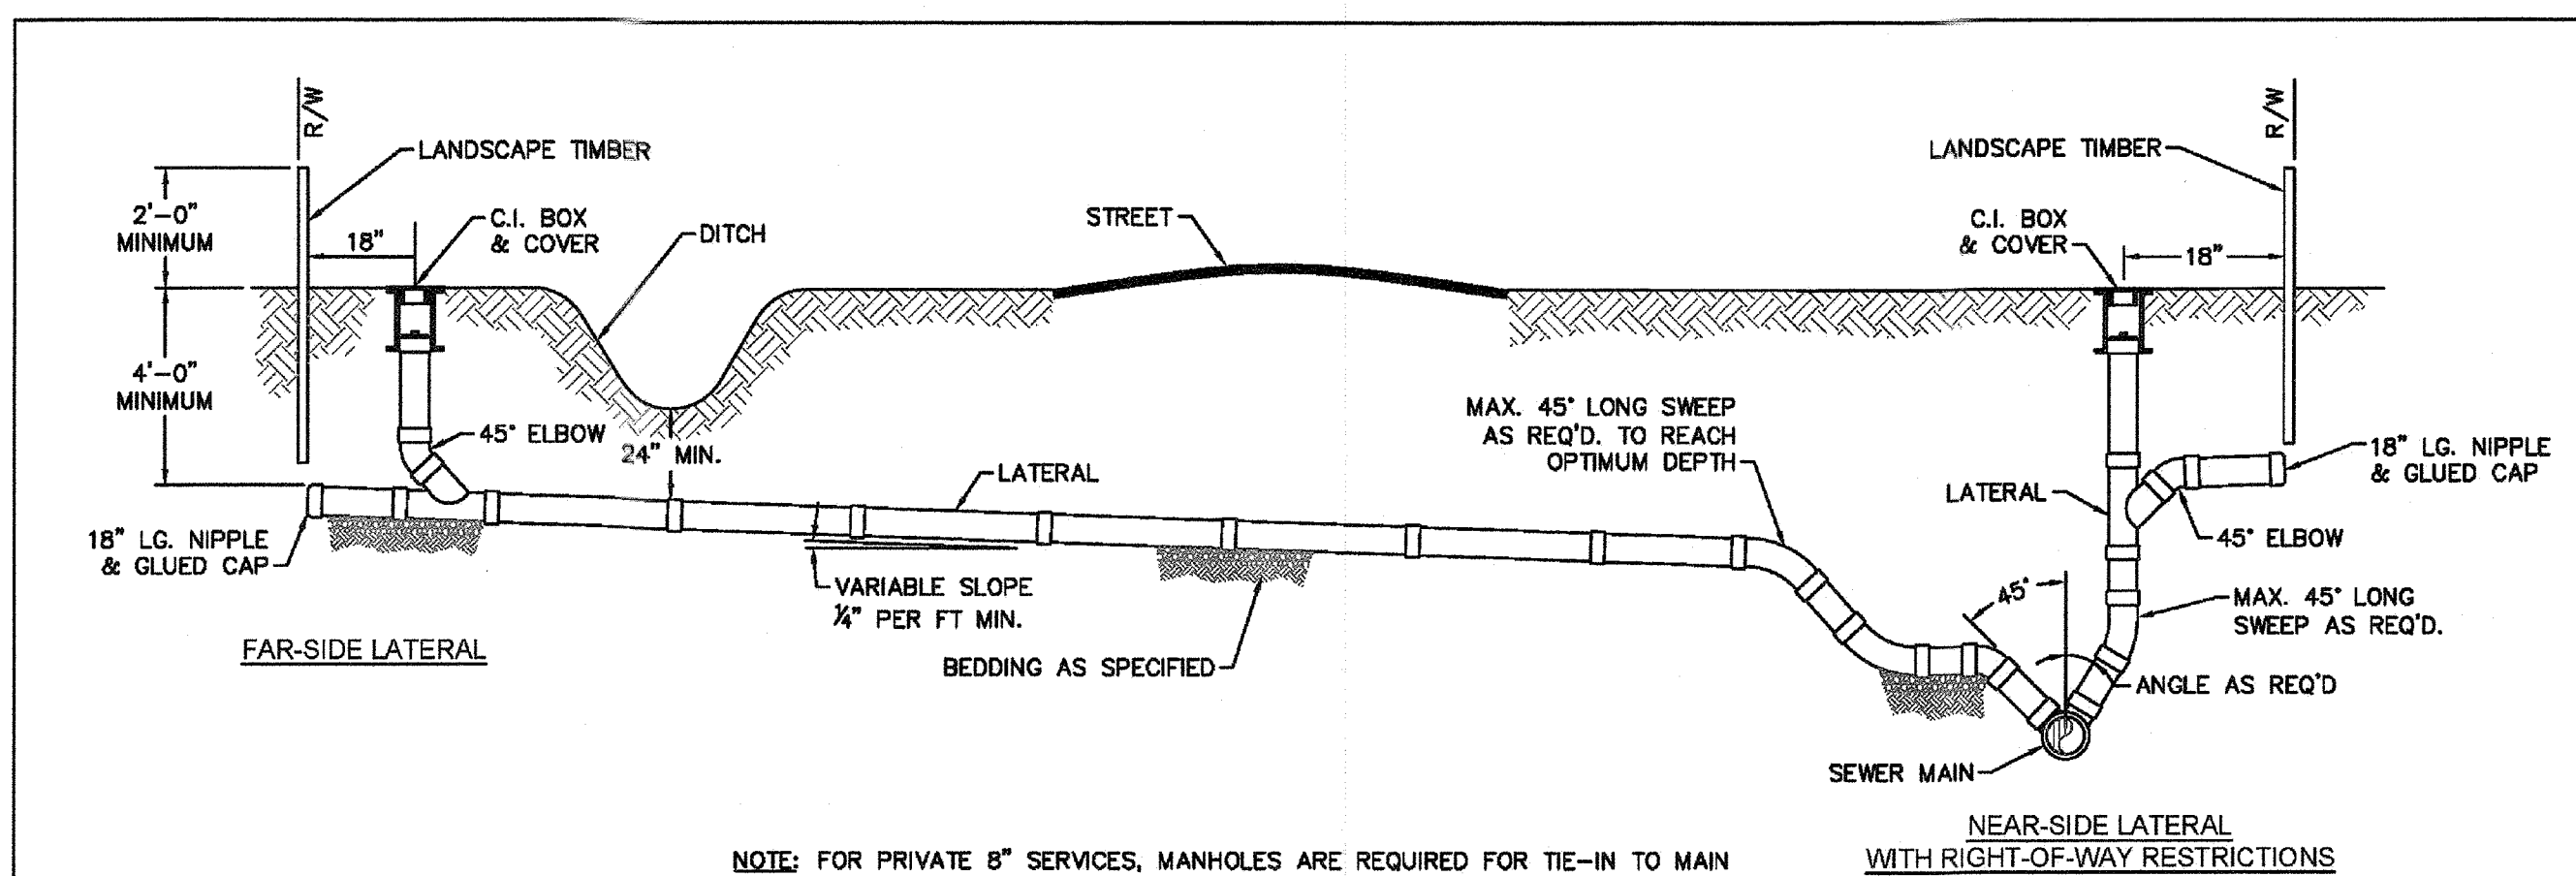 R/W
LANDSCAPE TIMBER
2'-0"
MINIMUM
18"
C.I. BOX
& COVER
DITCH
STREET
LANDSCAPE TIMBER
R/W
C.I. BOX
& COVER
18"
4'-0"
MINIMUM
45° ELBOW
24" MIN.
LATERAL
MAX. 45° LONG SWEEP
AS REQ'D. TO REACH
OPTIMUM DEPTH
18" LG. NIPPLE
& GLUED CAP
LATERAL
45° ELBOW
18" LG. NIPPLE
& GLUED CAP
VARIABLE SLOPE
¼" PER FT MIN.
45°
MAX. 45° LONG
SWEEP AS REQ'D.
FAR-SIDE LATERAL
BEDDING AS SPECIFIED
ANGLE AS REQ'D
SEWER MAIN
NEAR-SIDE LATERAL
WITH RIGHT-OF-WAY RESTRICTIONS
NOTE: FOR PRIVATE 8" SERVICES, MANHOLES ARE REQUIRED FOR TIE-IN TO MAIN